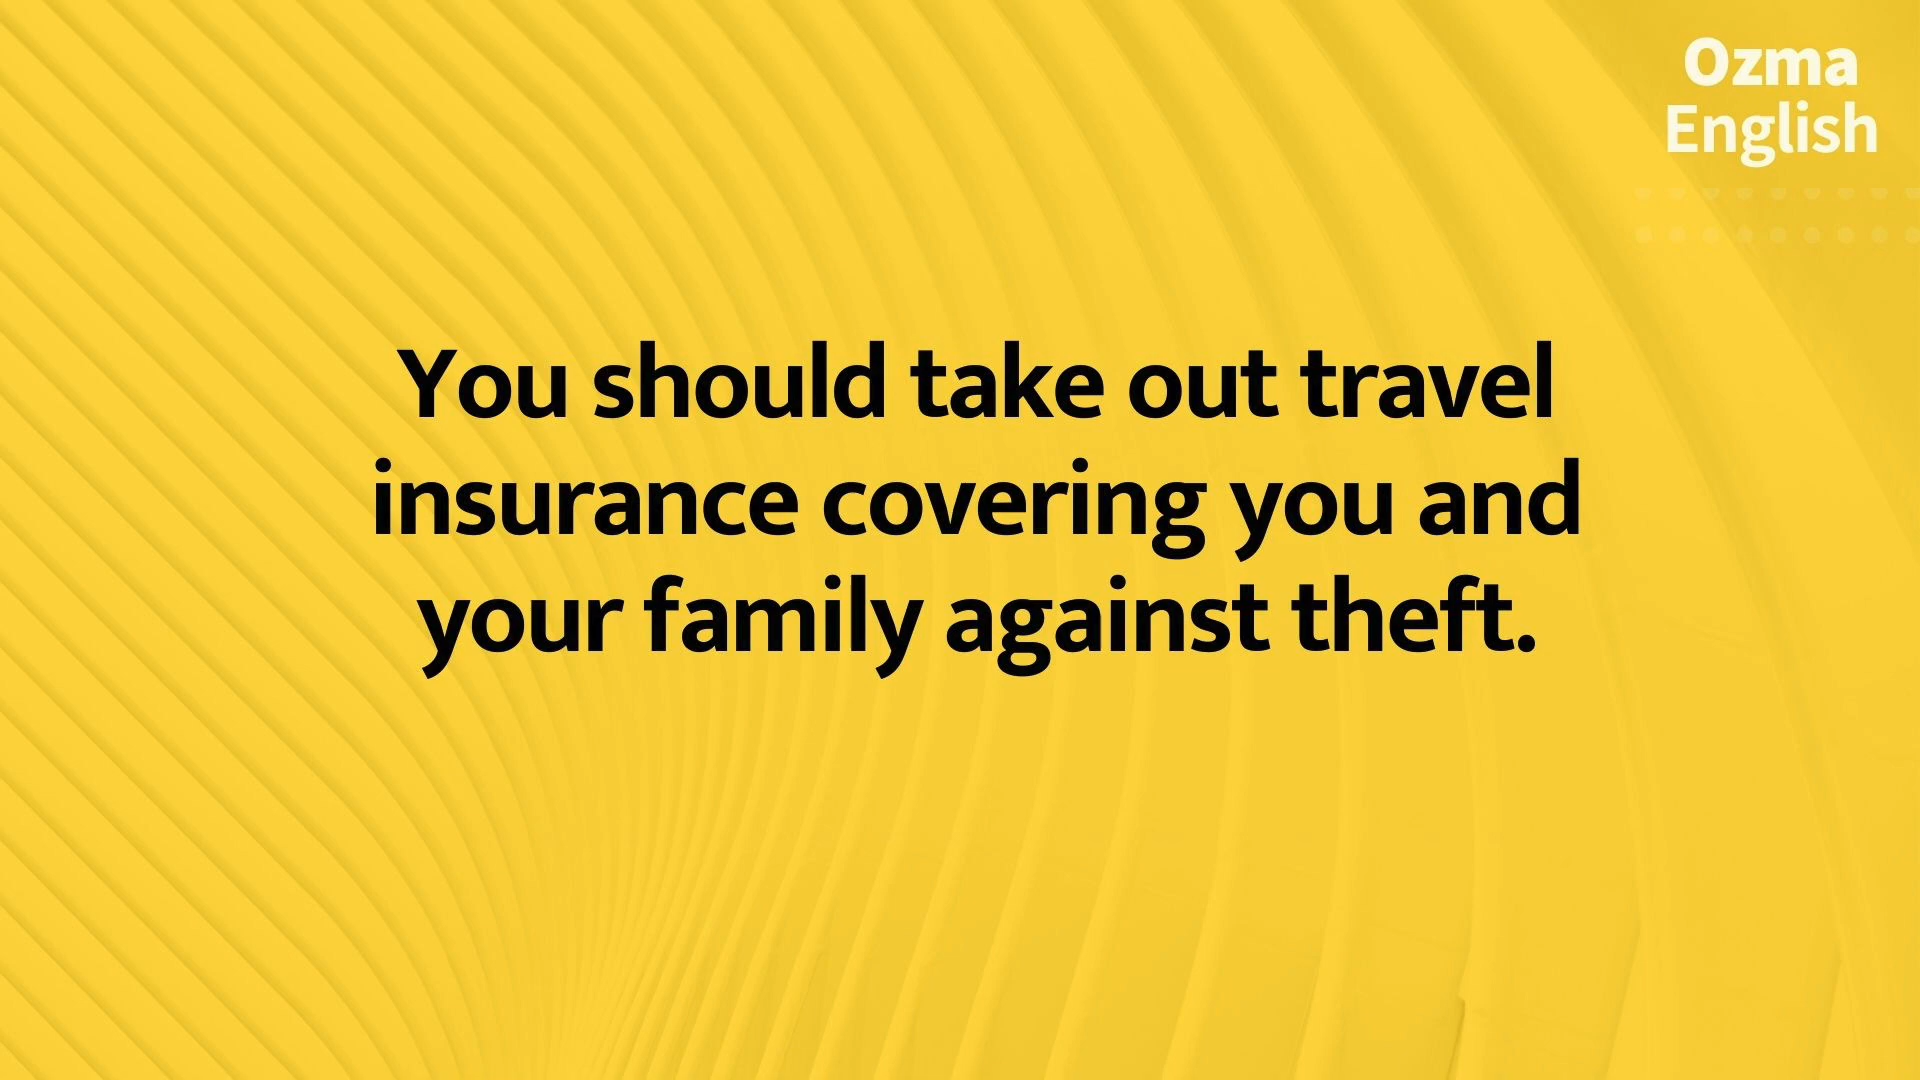 Ozma
English
You should take out travel
insurance covering you and
your family against theft.